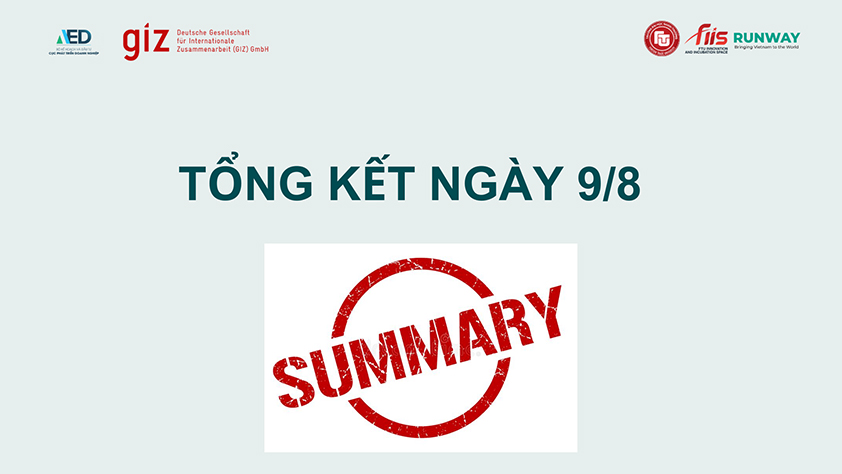 AED
CỤC PHÁT TRIỂN DOANH NGHIỆP
giz
Deutsche Gesellschaft
für Internationale
Zusammenarbeit (GIZ) GmbH
FTU
fiis
FTU INNOVATION
AND INCUBATION SPACE
RUNWAY
Bringing Vietnam to the World
TỔNG KẾT NGÀY 9/8
SUMMARY